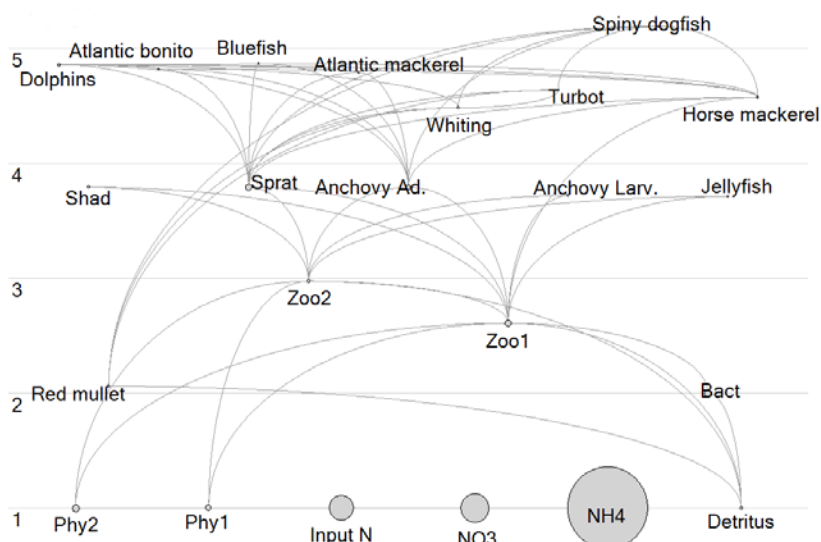 Spiny dogfish
5
Atlantic bonito
Bluefish
Dolphins
Atlantic mackerel
Turbot
Horse mackerel
Whiting
4
Shad
Sprat
Anchovy Ad.
Anchovy Larv.
Jellyfish
3
Zoo2
Zoo1
2
Red mullet
Bact
1
Phy2
Phy1
Input N
NO3
NH4
Detritus